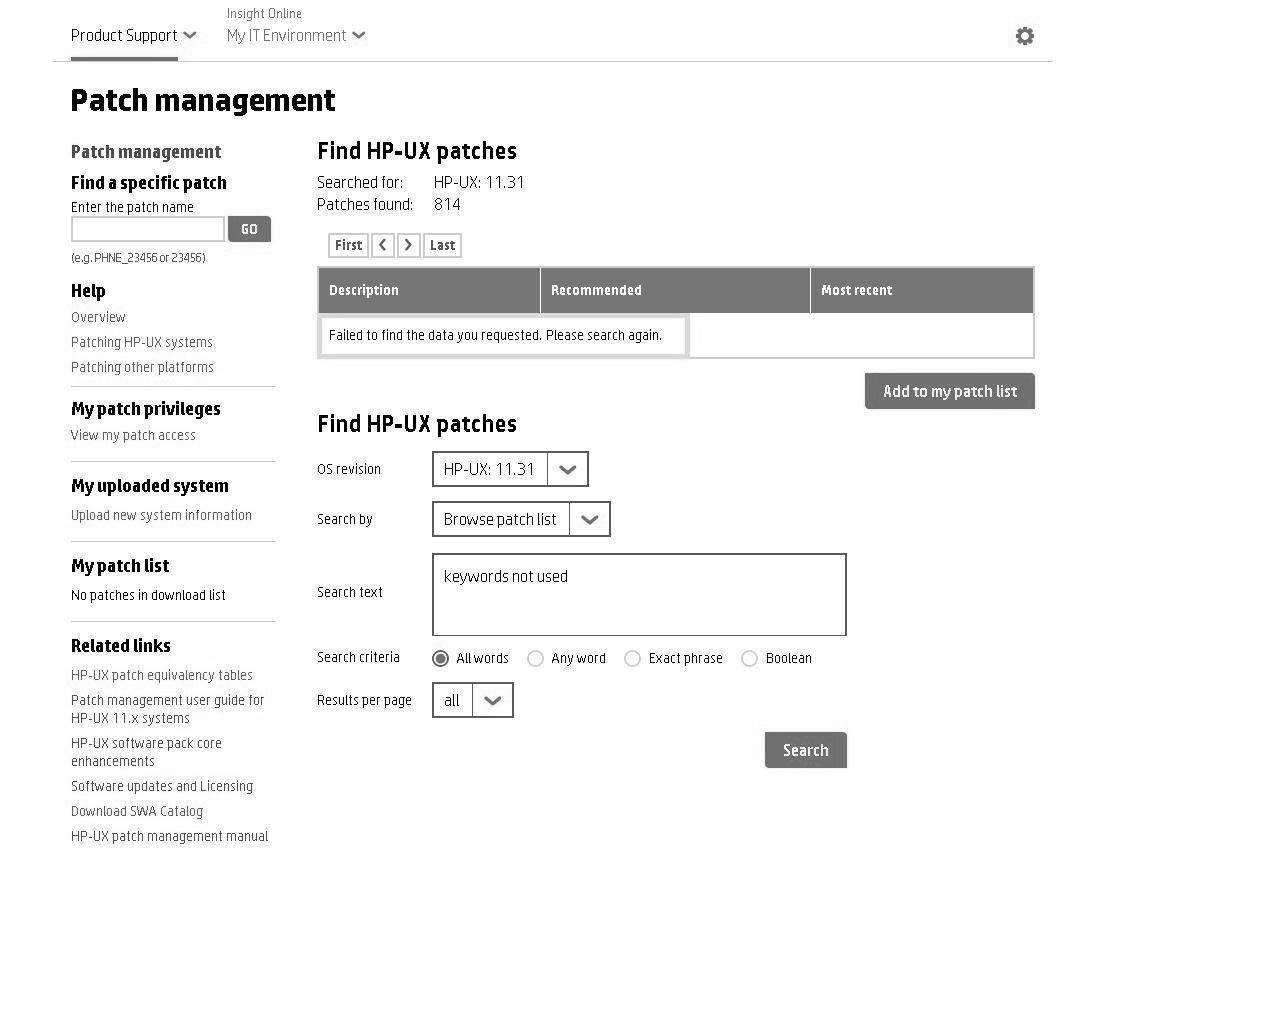 Insight Online
Product Support
My IT Environment
Patch management
Patch management
Find a specific patch
Enter the patch name
GO
(e.g. PHNE_23456 or 23456)
Help
Overview
Patching HP-UX systems
Patching other platforms
My patch privileges
View my patch access
My uploaded system
Upload new system information
My patch list
No patches in download list
Related links
HP-UX patch equivalency tables
Patch management user guide for
HP-UX 11.x systems
HP-UX software pack core
enhancements
Software updates and Licensing
Download SWA Catalog
HP-UX patch management manual
Find HP-UX patches
Searched for: HP-UX: 11.31
Patches found: 814
First < > Last
Description Recommended Most recent
Failed to find the data you requested. Please search again.
Add to my patch list
Find HP-UX patches
OS revision HP-UX: 11.31
Search by Browse patch list
Search text keywords not used
Search criteria All words Any word Exact phrase Boolean
Results per page all
Search